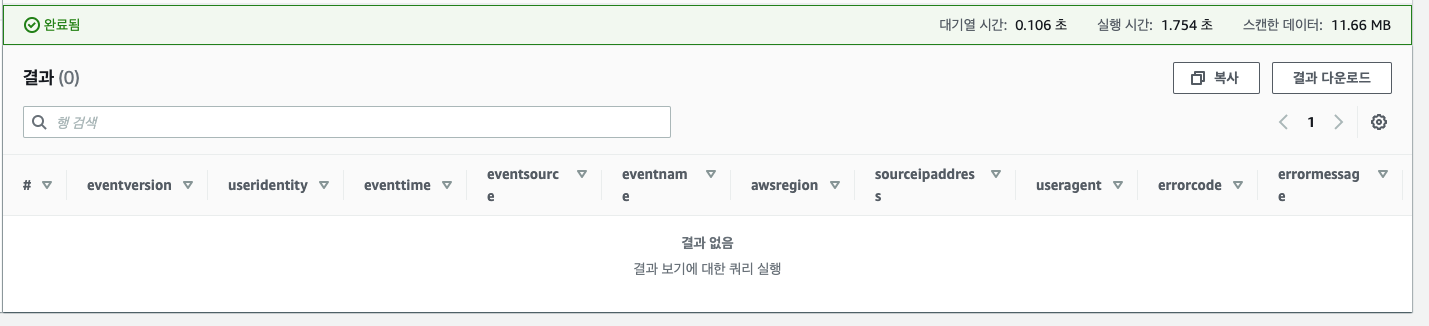 완료됨 대기열 시간: 0.106 초 실행 시간: 1.754 초 스캔한 데이터: 11.66 MB
결과 (0) 복사 결과 다운로드
행 검색 1
# eventversion useridentity eventtime eventsource eventname awsregion sourceipaddress useragent errorcode errormessage
결과 없음
결과 보기에 대한 쿼리 실행